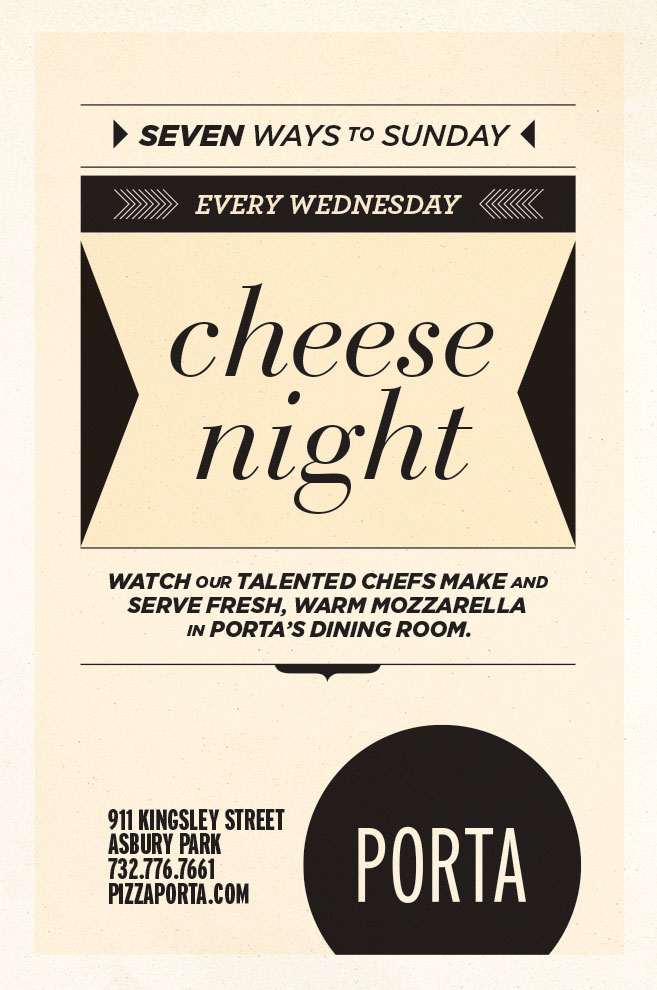 SEVEN WAYS TO SUNDAY
EVERY WEDNESDAY
cheese
night
WATCH OUR TALENTED CHEFS MAKE AND
SERVE FRESH, WARM MOZZARELLA
IN PORTA'S DINING ROOM.
911 KINGSLEY STREET
ASBURY PARK
732.776.7661
PIZZAPORTA.COM
PORTA